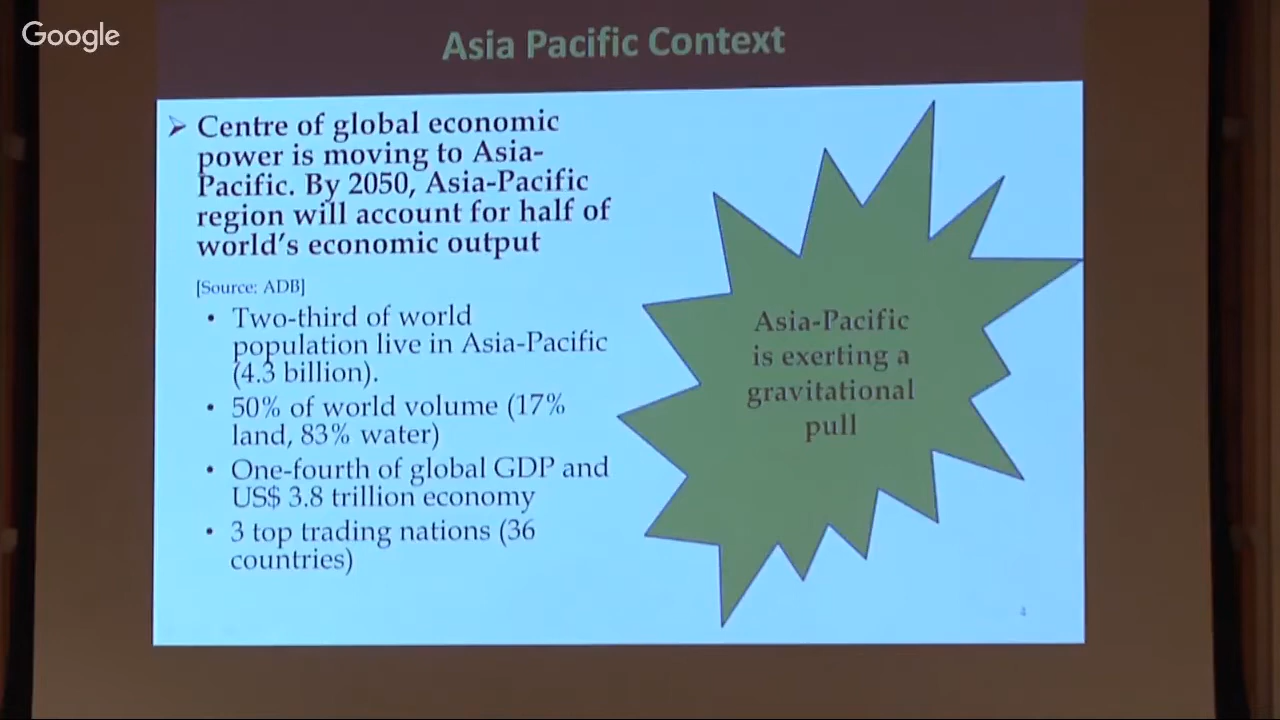 Google
Asia Pacific Context
➢ Centre of global economic
power is moving to Asia-
Pacific. By 2050, Asia-Pacific
region will account for half of
world's economic output
[Source: ADB]
• Two-third of world
population live in Asia-Pacific
(4.3 billion).
• 50% of world volume (17%
land, 83% water)
• One-fourth of global GDP and
US$ 3.8 trillion economy
• 3 top trading nations (36
countries)
Asia-Pacific
is exerting a
gravitational
pull
4